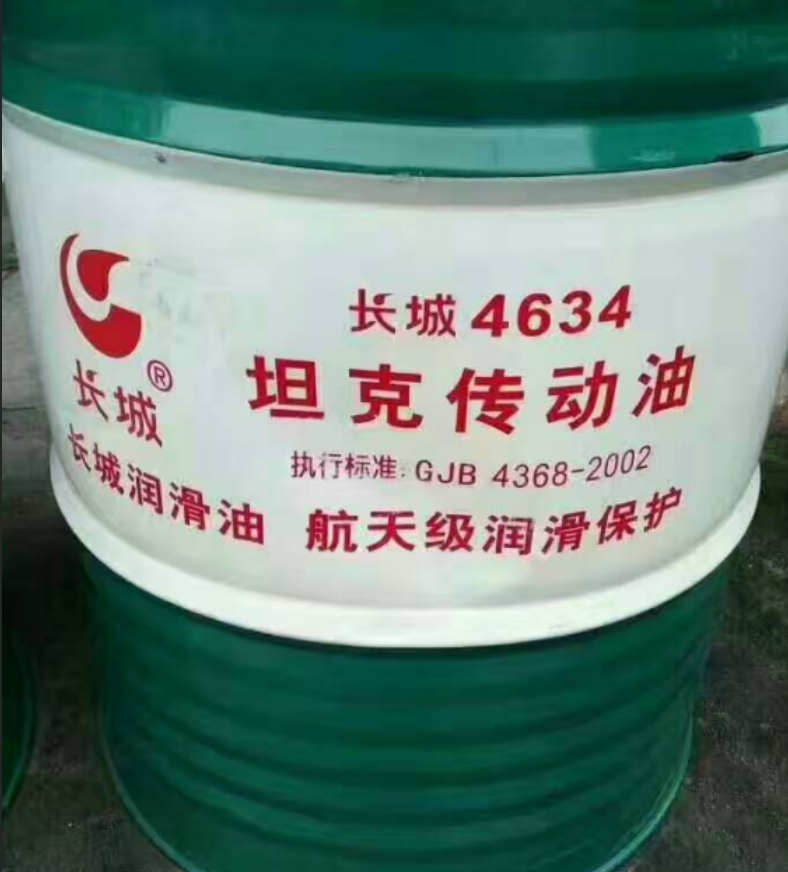 长城 4634
坦克传动油
执行标准: GJB 4368-2002
®
长城
长城润滑油 航天级润滑保护